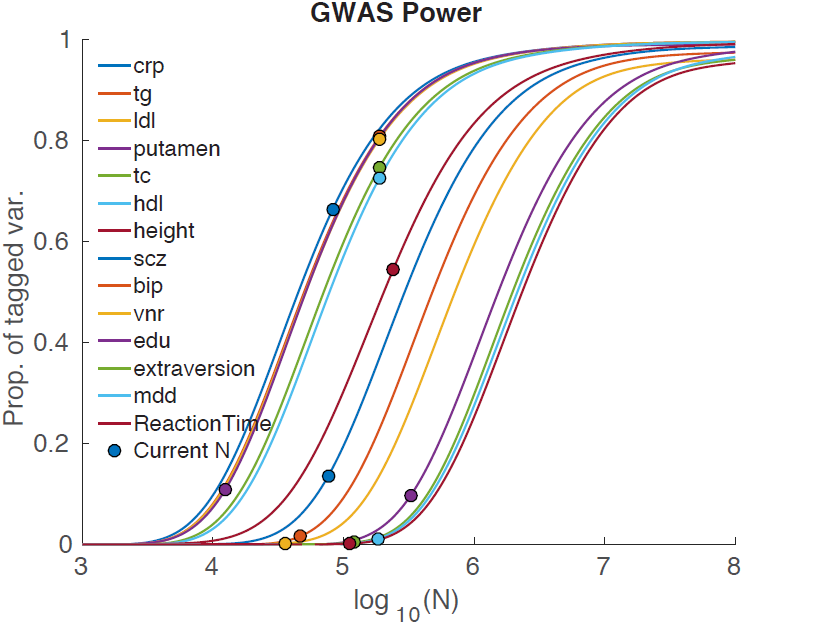 GWAS Power
1
0.8
0.6
0.4
0.2
0
Prop. of tagged var.
crp
tg
ldl
putamen
tc
hdl
height
scz
bip
vnr
edu
extraversion
mdd
ReactionTime
Current N
3 4 5 6 7 8
log 10 (N)